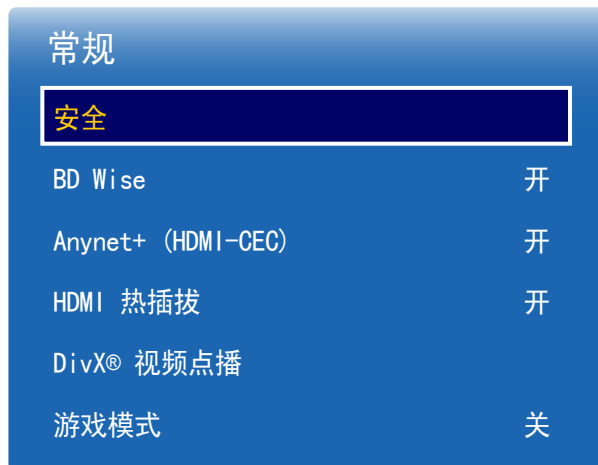 常规
安全
BD Wise 开
Anynet+ (HDMI-CEC) 开
HDMI 热插拔 开
DivX® 视频点播
游戏模式 关